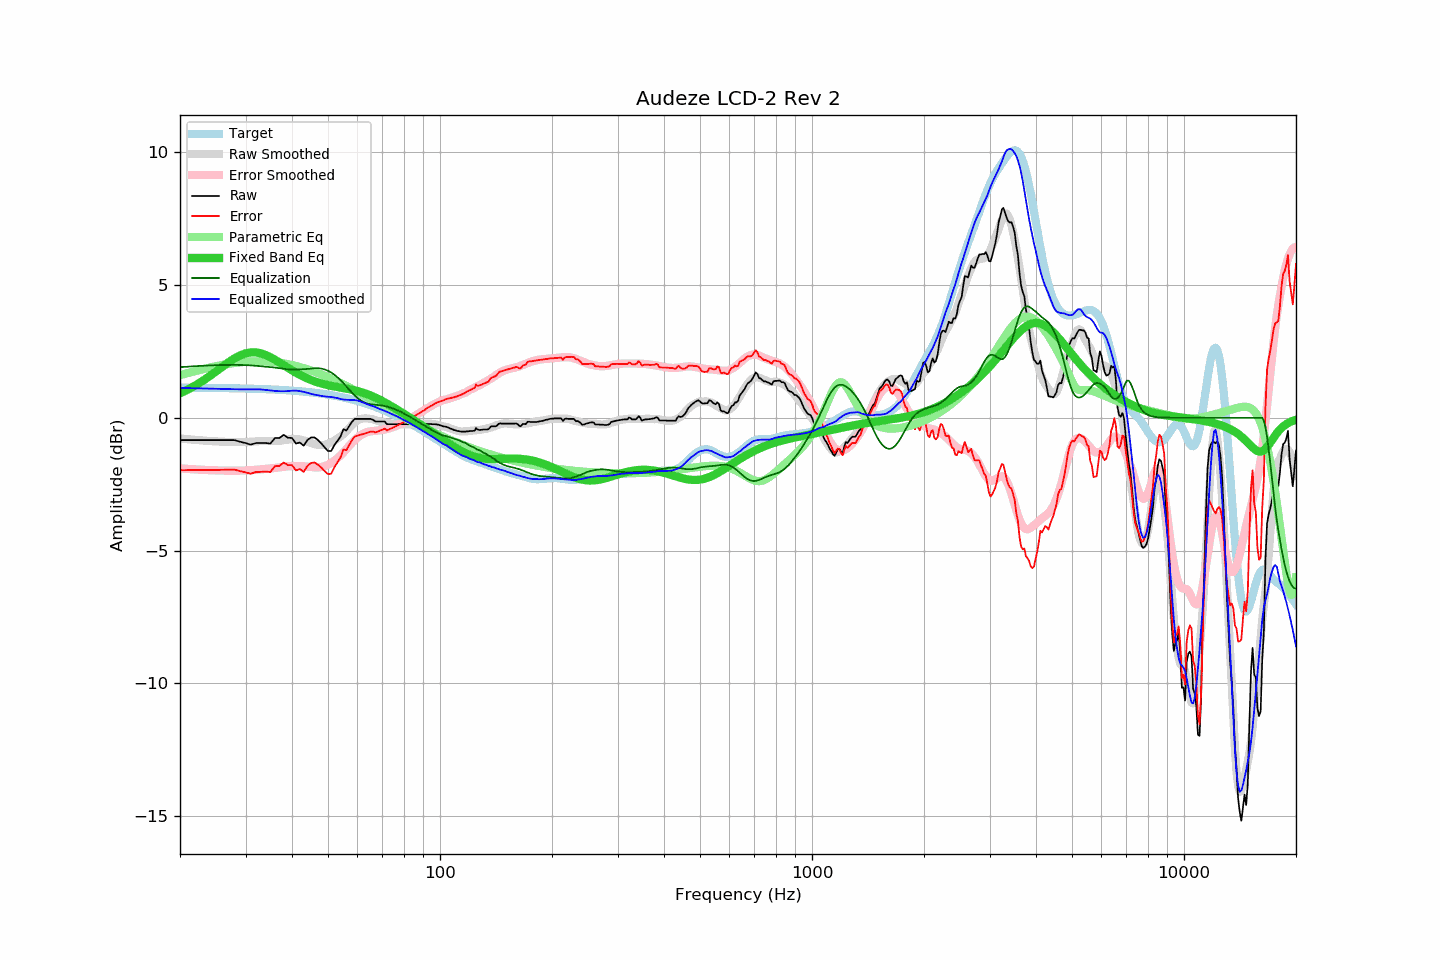 Audeze LCD-2 Rev 2
Target
Raw Smoothed
Error Smoothed
Raw
Error
Parametric Eq
Fixed Band Eq
Equalization
Equalized smoothed
10
5
0
−5
−10
−15
Amplitude (dBr)
100
1000
10000
Frequency (Hz)